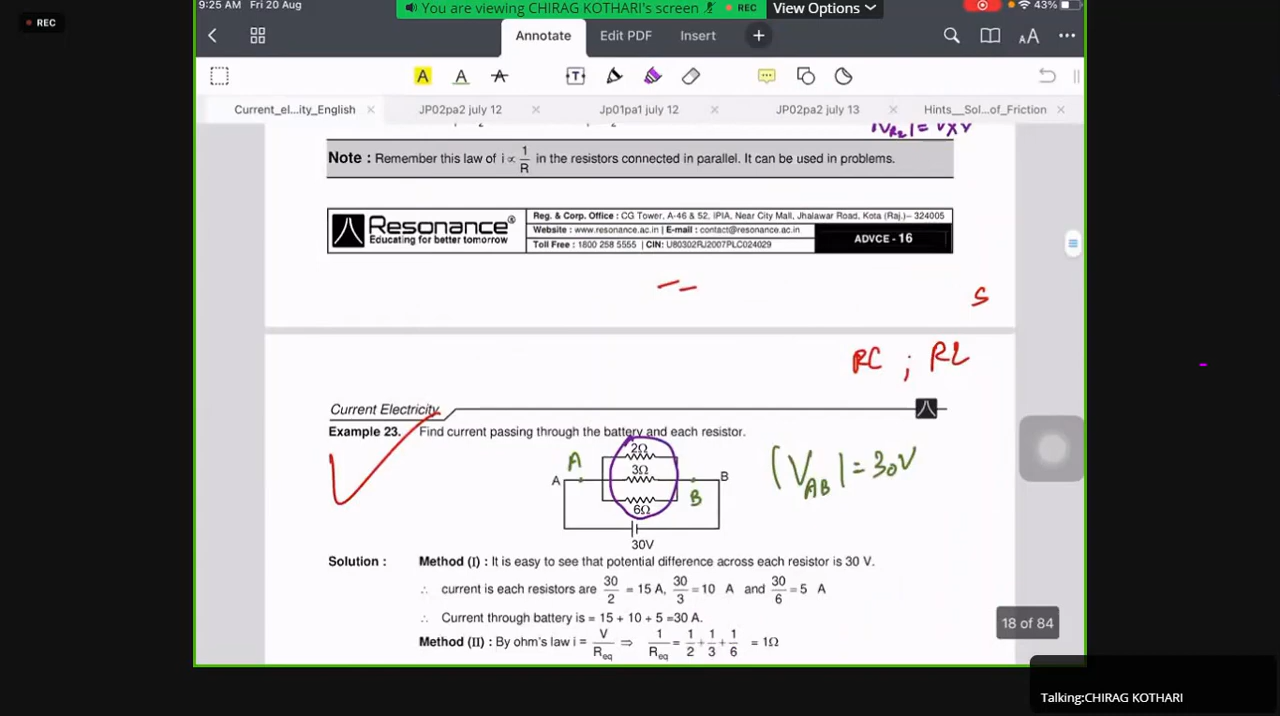 REC
9:25 AM Fri 20 Aug
You are viewing CHIRAG KOTHARI's screen
REC
View Options
43%
Annotate
Edit PDF
Insert
Current_el...ity_English
JP02pa2 july 12
Jp01pa1 july 12
JP02pa2 july 13
Hints__Sol...of_Friction
Note : Remember this law of i ∝ 1/R in the resistors connected in parallel. It can be used in problems.
Resonance®
Educating for better tomorrow
Reg. & Corp. Office : CG Tower, A-46 & 52, IPIA, Near City Mall, Jhalawar Road, Kota (Raj.)– 324005
Website : www.resonance.ac.in | E-mail : contact@resonance.ac.in
Toll Free : 1800 258 5555 | CIN: U80302RJ2007PLC024029
ADVCE - 16
S
RC ; RL
Current Electricity
Example 23. Find current passing through the battery and each resistor.
2Ω
A
3Ω
A
B
B
6Ω
30V
|V_AB| = 30V
Solution : Method (I) : It is easy to see that potential difference across each resistor is 30 V.
∴ current is each resistors are 30/2 = 15 A, 30/3 = 10 A and 30/6 = 5 A
∴ Current through battery is = 15 + 10 + 5 =30 A.
18 of 84
Method (II) : By ohm's law i = V/Req ⇒ 1/Req = 1/2 + 1/3 + 1/6 = 1Ω
Talking:CHIRAG KOTHARI